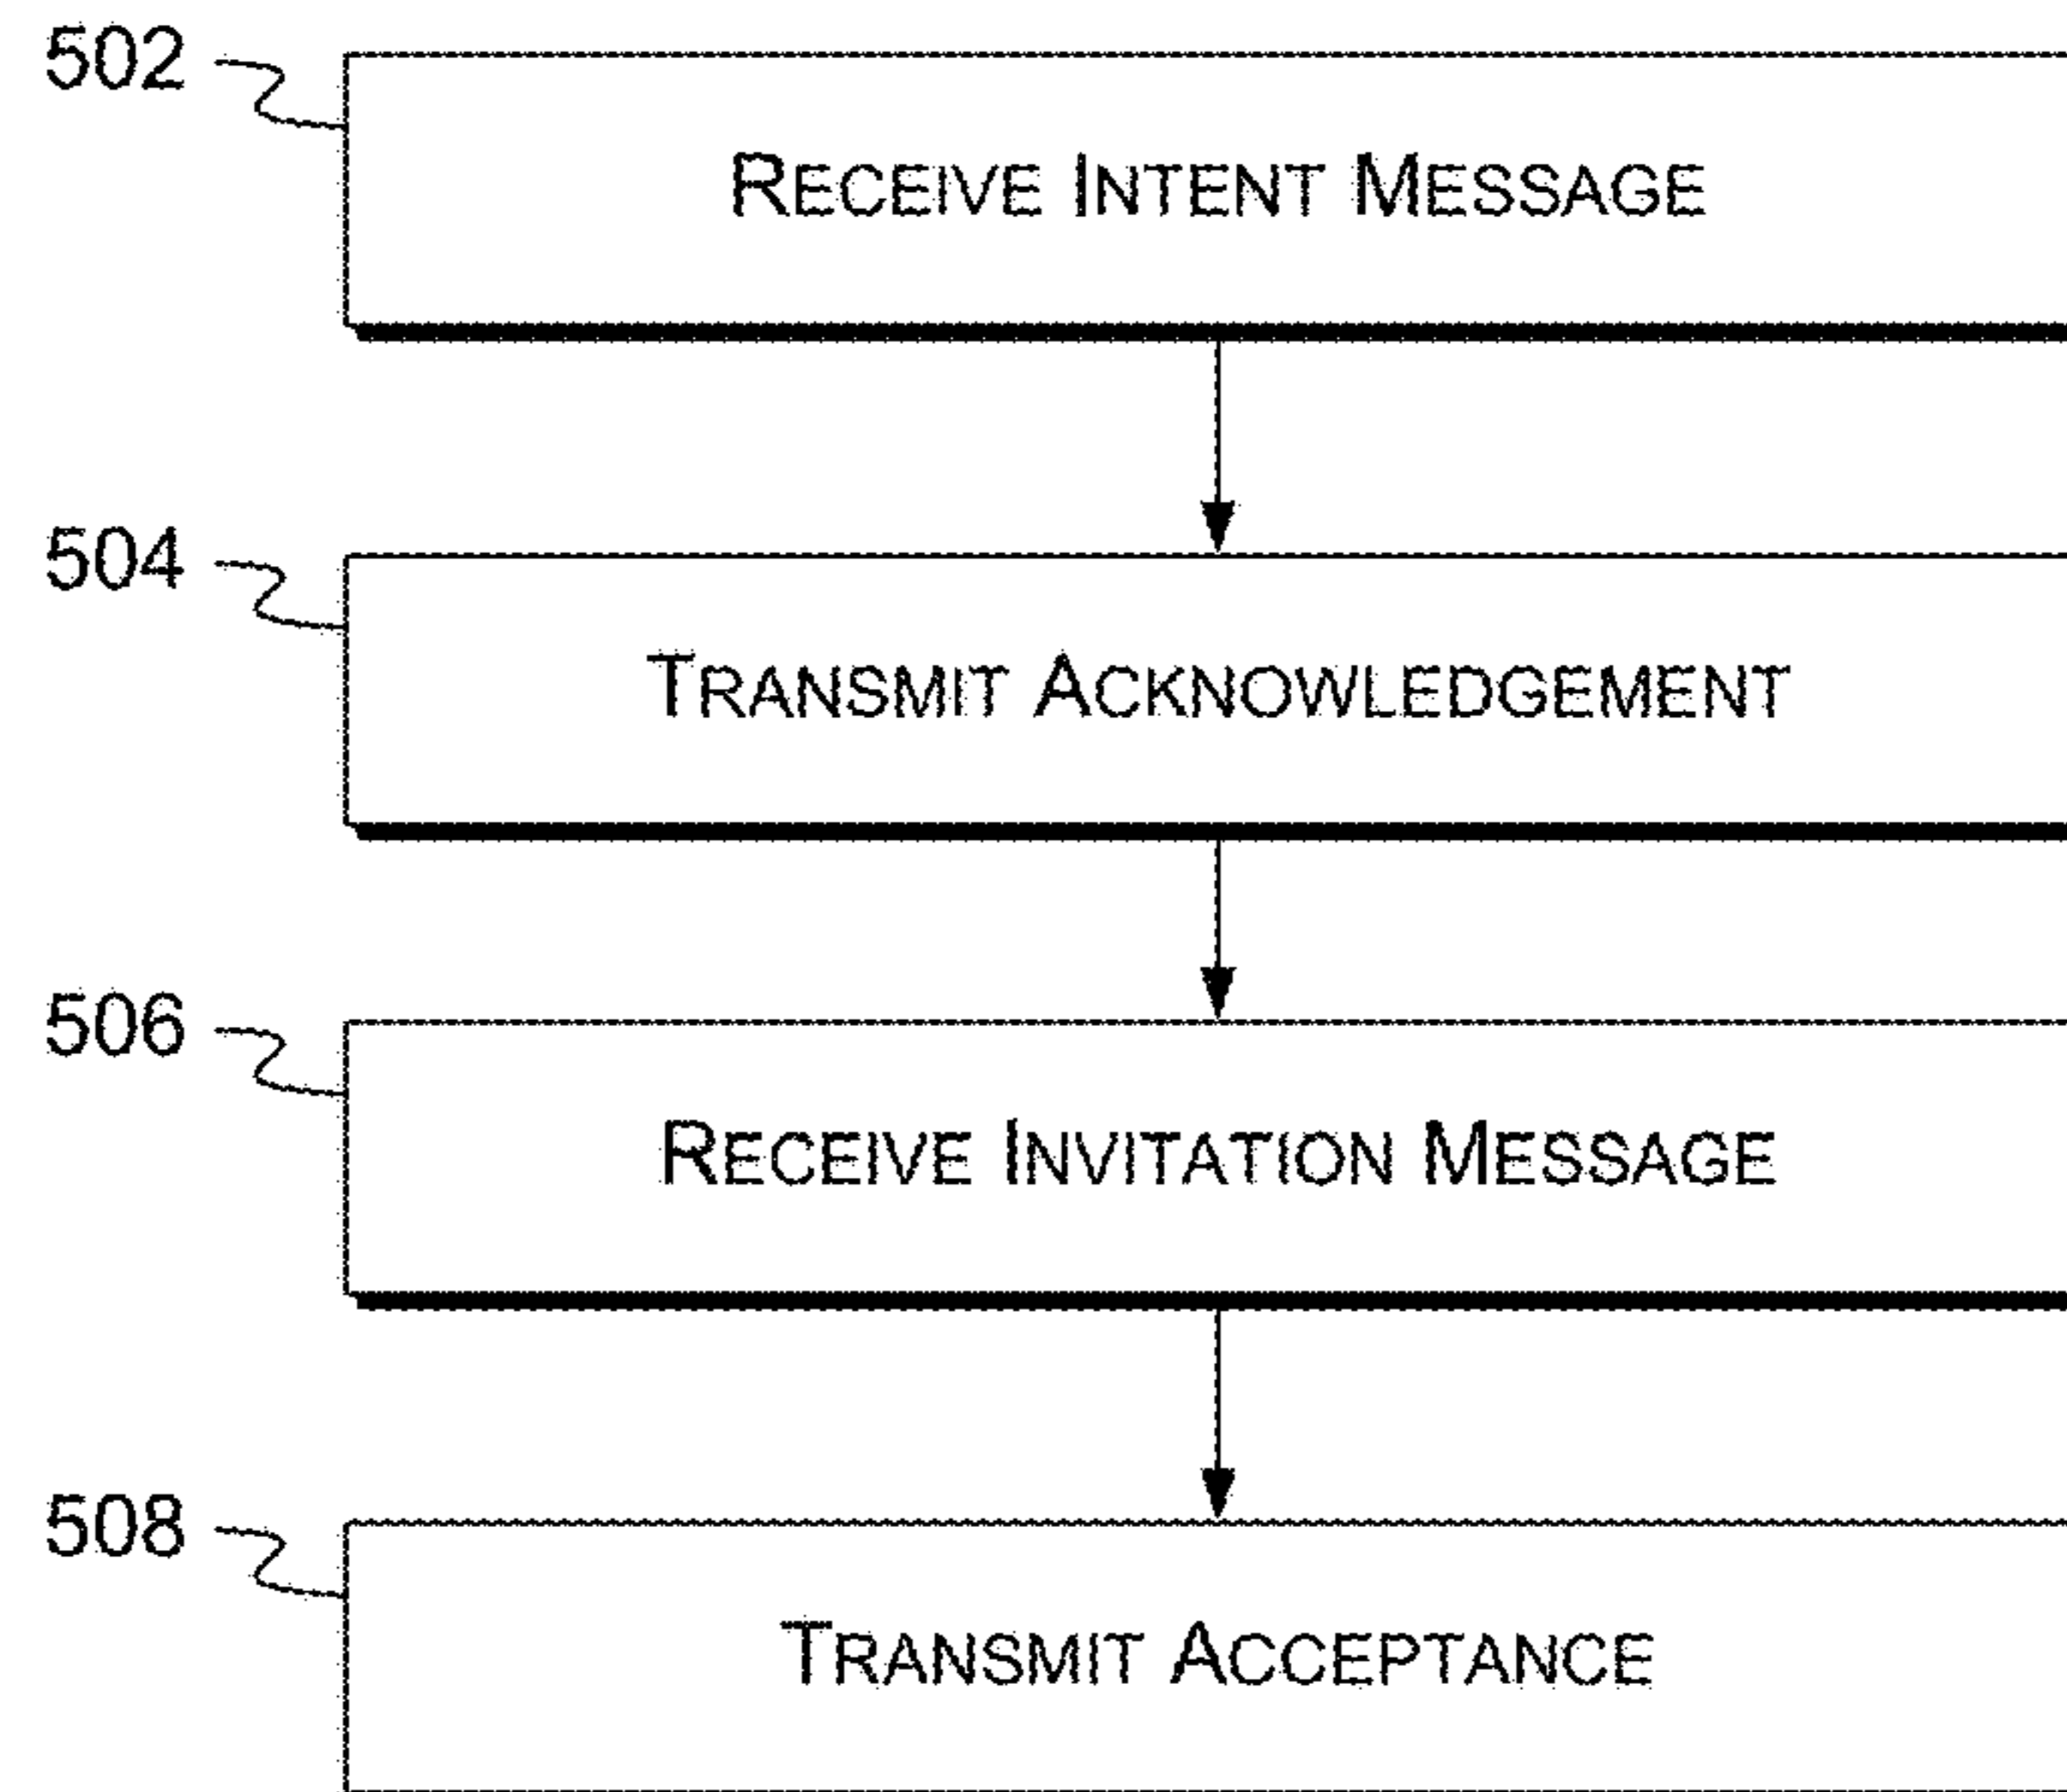 502
RECEIVE INTENT MESSAGE
504
TRANSMIT ACKNOWLEDGEMENT
506
RECEIVE INVITATION MESSAGE
508
TRANSMIT ACCEPTANCE